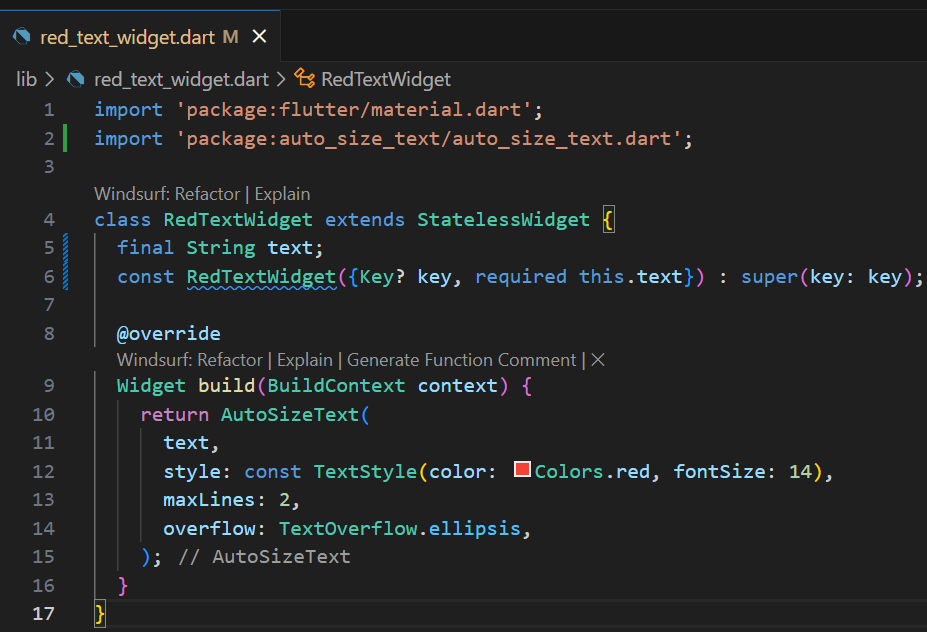 red_text_widget.dart M ×
lib > red_text_widget.dart > RedTextWidget
1 import 'package:flutter/material.dart';
2 import 'package:auto_size_text/auto_size_text.dart';
3
Windsurf: Refactor | Explain
4 class RedTextWidget extends StatelessWidget {
5 final String text;
6 const RedTextWidget({Key? key, required this.text}) : super(key: key);
7
8 @override
Windsurf: Refactor | Explain | Generate Function Comment | ×
9 Widget build(BuildContext context) {
10 return AutoSizeText(
11 text,
12 style: const TextStyle(color: Colors.red, fontSize: 14),
13 maxLines: 2,
14 overflow: TextOverflow.ellipsis,
15 ); // AutoSizeText
16 }
17 }